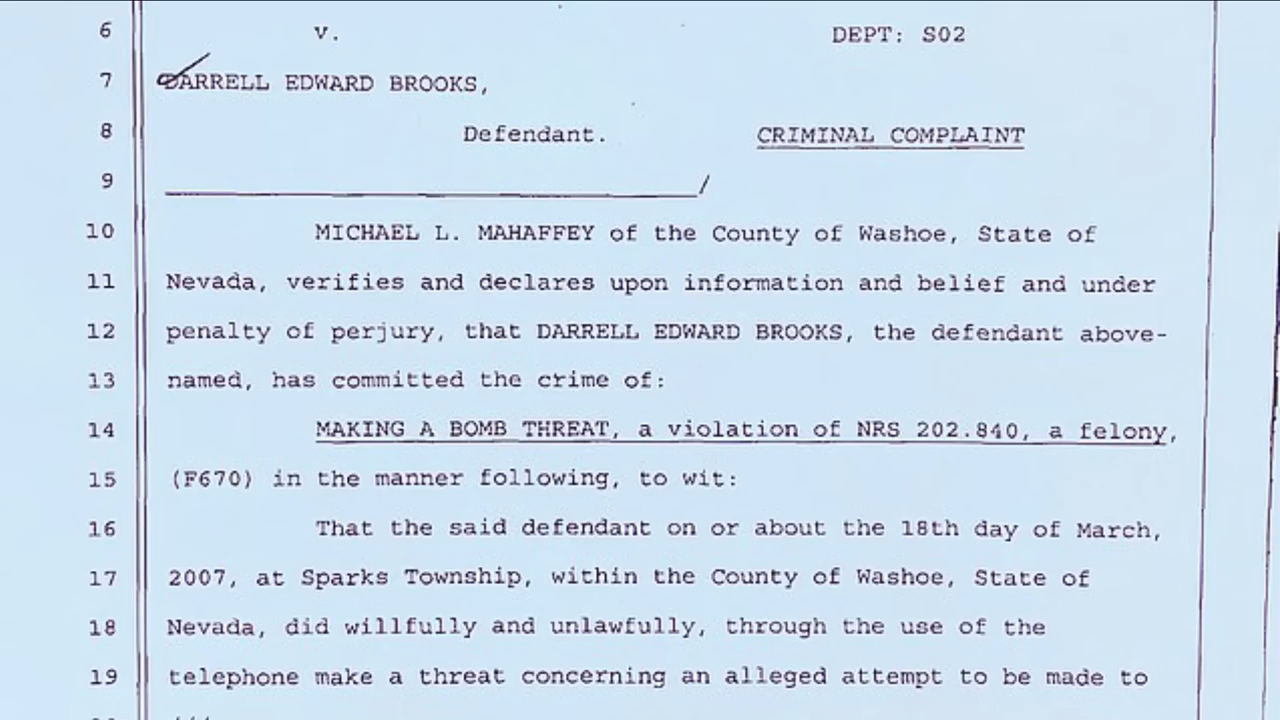 6 v. DEPT: S02
7 DARRELL EDWARD BROOKS,
8 Defendant. CRIMINAL COMPLAINT
9 /
10 MICHAEL L. MAHAFFEY of the County of Washoe, State of
11 Nevada, verifies and declares upon information and belief and under
12 penalty of perjury, that DARRELL EDWARD BROOKS, the defendant above-
13 named, has committed the crime of:
14 MAKING A BOMB THREAT, a violation of NRS 202.840, a felony,
15 (F670) in the manner following, to wit:
16 That the said defendant on or about the 18th day of March,
17 2007, at Sparks Township, within the County of Washoe, State of
18 Nevada, did willfully and unlawfully, through the use of the
19 telephone make a threat concerning an alleged attempt to be made to